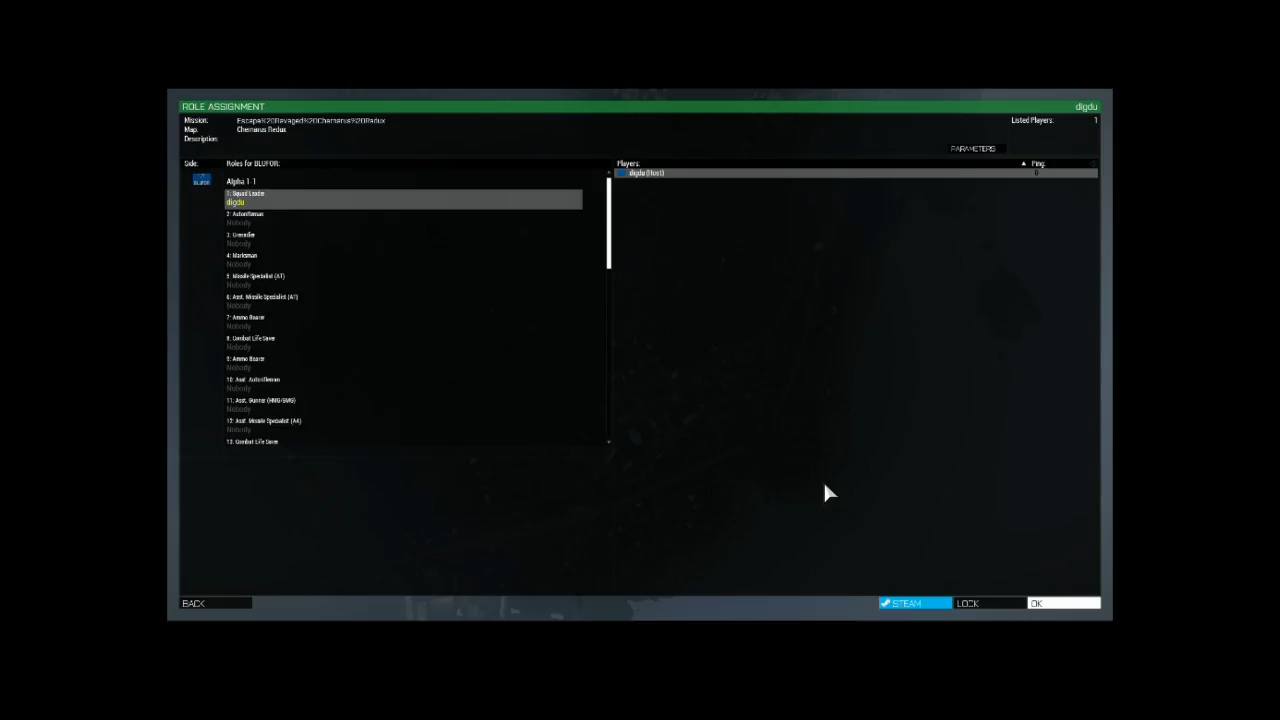 ROLE ASSIGNMENT digdu
Mission: Escape%20Ravaged%20Chernarus%20Redux Listed Players: 1
Map: Chernarus Redux
Description:
PARAMETERS
Side: Roles for BLUFOR: Players: Ping:
BLUFOR Alpha 1-1 digdu (Host) 0
1: Squad Leader
digdu
2: Autorifleman
Nobody
3: Grenadier
Nobody
4: Marksman
Nobody
5: Missile Specialist (AT)
Nobody
6: Asst. Missile Specialist (AT)
Nobody
7: Ammo Bearer
Nobody
8: Combat Life Saver
Nobody
9: Ammo Bearer
Nobody
10: Asst. Autorifleman
Nobody
11: Asst. Gunner (HMG/GMG)
Nobody
12: Asst. Missile Specialist (AA)
Nobody
13: Combat Life Saver
BACK STEAM LOCK OK